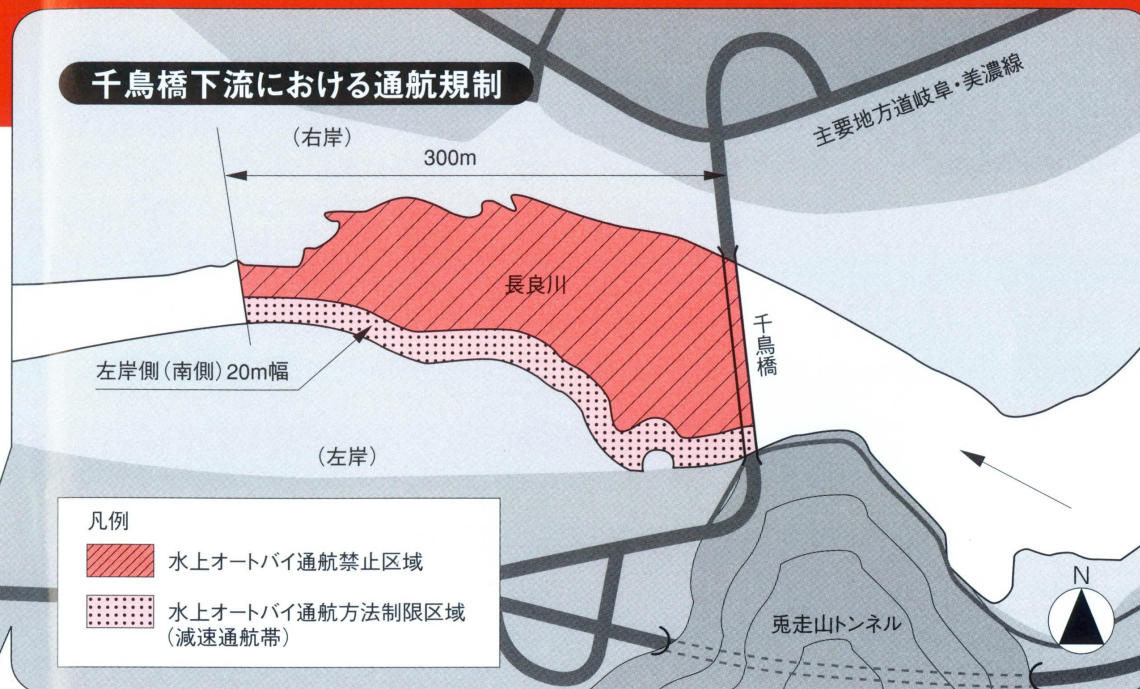 千鳥橋下流における通航規制
(右岸)
300m
主要地方道岐阜・美濃線
長良川
千鳥橋
左岸側(南側)20m幅
(左岸)
凡例
水上オートバイ通航禁止区域
水上オートバイ通航方法制限区域
(減速通航帯)
兎走山トンネル
N